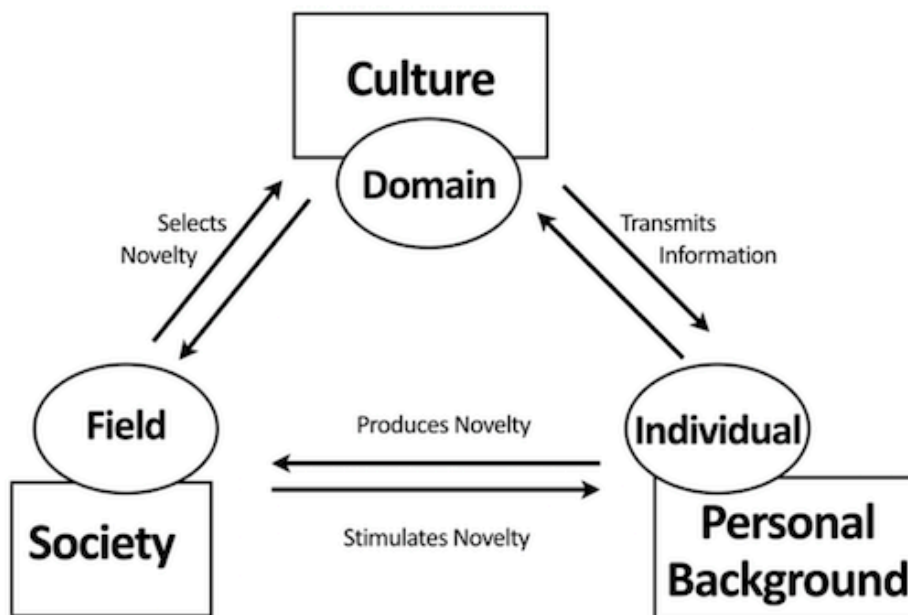 Culture
Domain
Selects
Novelty
Transmits
Information
Field
Individual
Produces Novelty
Society
Stimulates Novelty
Personal
Background